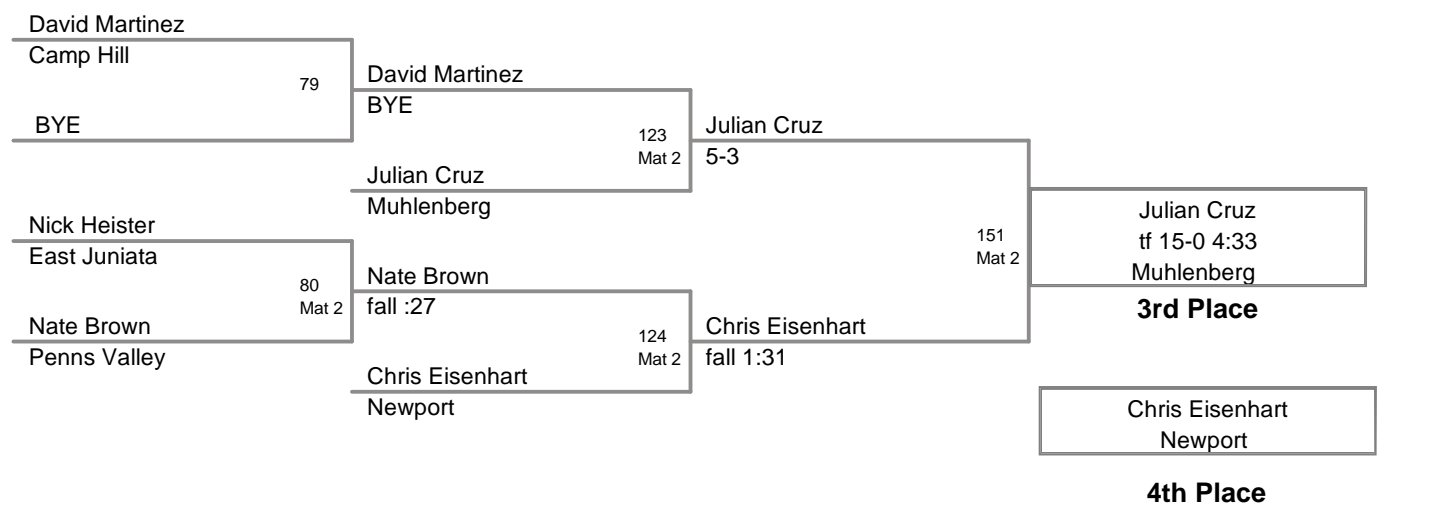 David Martinez
Camp Hill
79
BYE
David Martinez
BYE
123
Mat 2
Julian Cruz
Muhlenberg
Julian Cruz
5-3
Nick Heister
East Juniata
80
Mat 2
Nate Brown
Penns Valley
Nate Brown
fall :27
124
Mat 2
Chris Eisenhart
Newport
Chris Eisenhart
fall 1:31
151
Mat 2
Julian Cruz
tf 15-0 4:33
Muhlenberg
3rd Place
Chris Eisenhart
Newport
4th Place